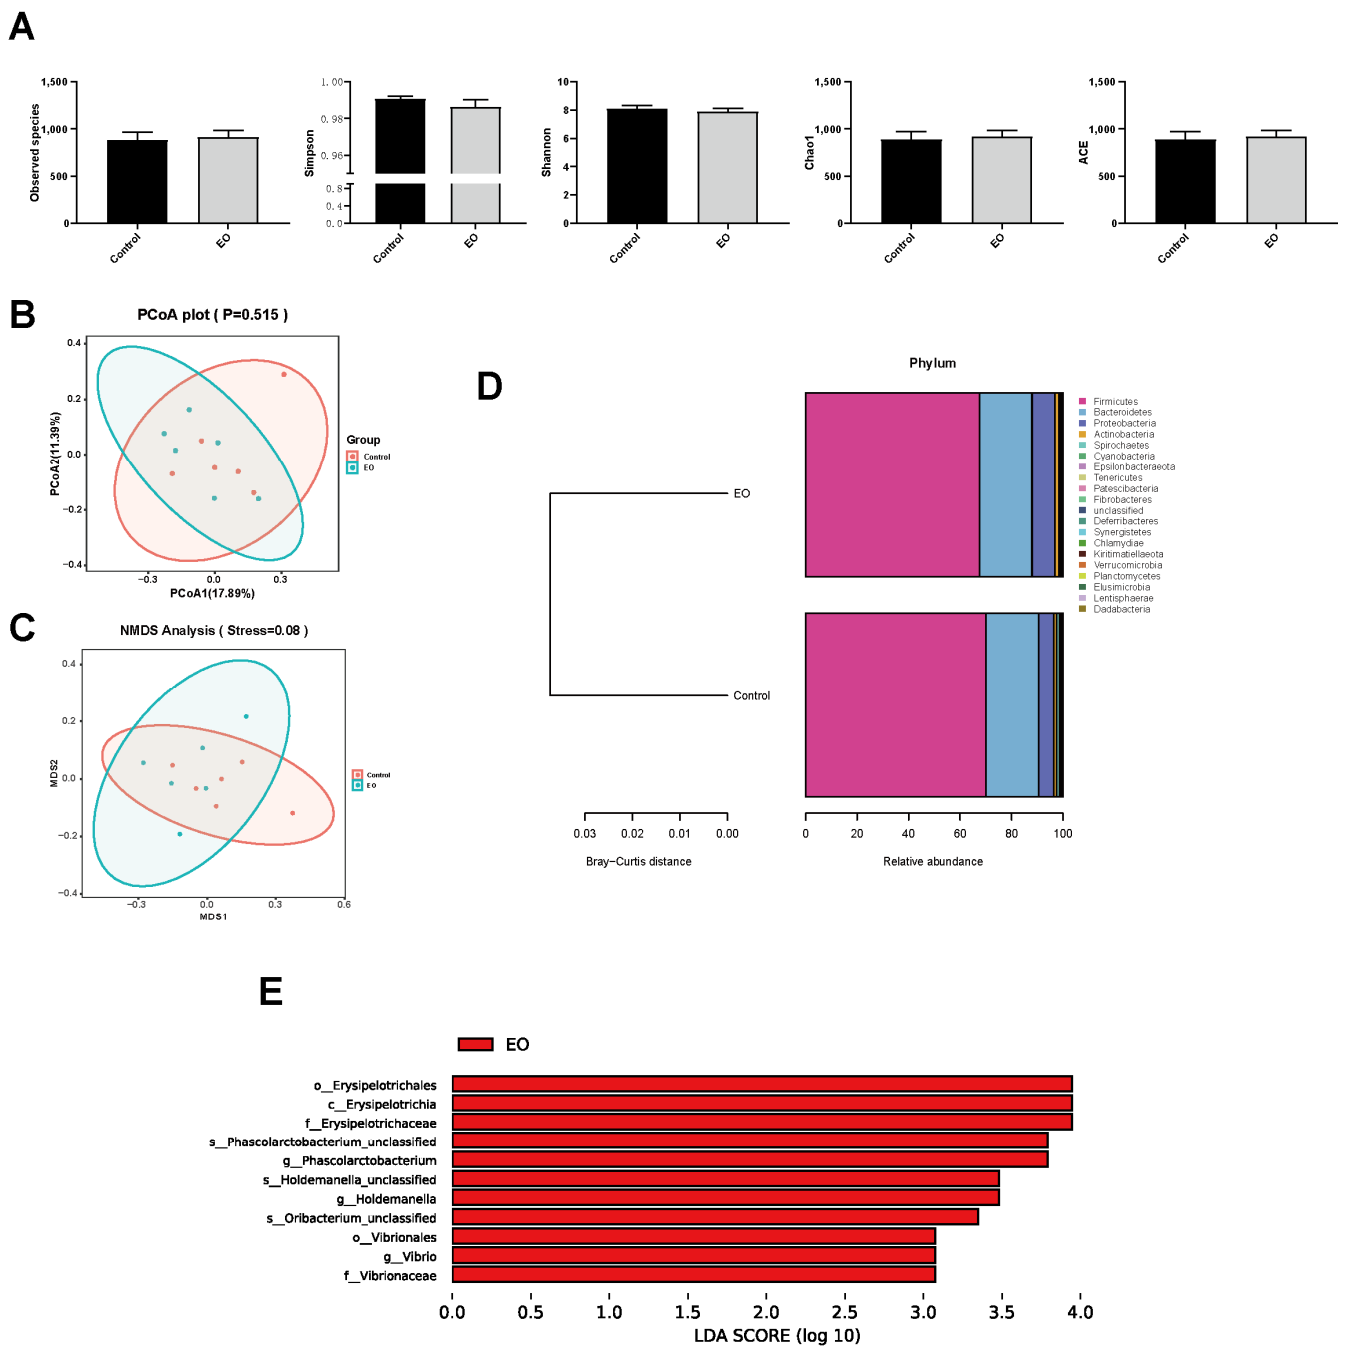 A
Observed species
1,500
1,000
500
0
Control
EO
Simpson
1.00
0.98
0.96
0.8
0.4
0.0
Control
EO
Shannon
10
8
6
4
2
0
Control
EO
Chao1
1,500
1,000
500
0
Control
EO
ACE
1,500
1,000
500
0
Control
EO
B
PCoA plot ( P=0.515 )
PCoA2(11.39%)
0.4
0.2
0.0
−0.2
−0.4
−0.3 0.0 0.3
PCoA1(17.89%)
Group
Control
EO
C
NMDS Analysis ( Stress=0.08 )
MDS2
0.4
0.2
0.0
−0.2
−0.4
−0.3 0.0 0.3 0.6
MDS1
Control
EO
D
Phylum
EO
Control
0.03 0.02 0.01 0.00
Bray−Curtis distance
0 20 40 60 80 100
Relative abundance
Firmicutes
Bacteroidetes
Proteobacteria
Actinobacteria
Spirochaetes
Cyanobacteria
Epsilonbacteraeota
Tenericutes
Patescibacteria
Fibrobacteres
unclassified
Deferribacteres
Synergistetes
Chlamydiae
Kiritimatiellaeota
Verrucomicrobia
Planctomycetes
Elusimicrobia
Lentisphaerae
Dadabacteria
E
EO
o__Erysipelotrichales
c__Erysipelotrichia
f__Erysipelotrichaceae
s__Phascolarctobacterium_unclassified
g__Phascolarctobacterium
s__Holdemanella_unclassified
g__Holdemanella
s__Oribacterium_unclassified
o__Vibrionales
g__Vibrio
f__Vibrionaceae
0.0 0.5 1.0 1.5 2.0 2.5 3.0 3.5 4.0
LDA SCORE (log 10)